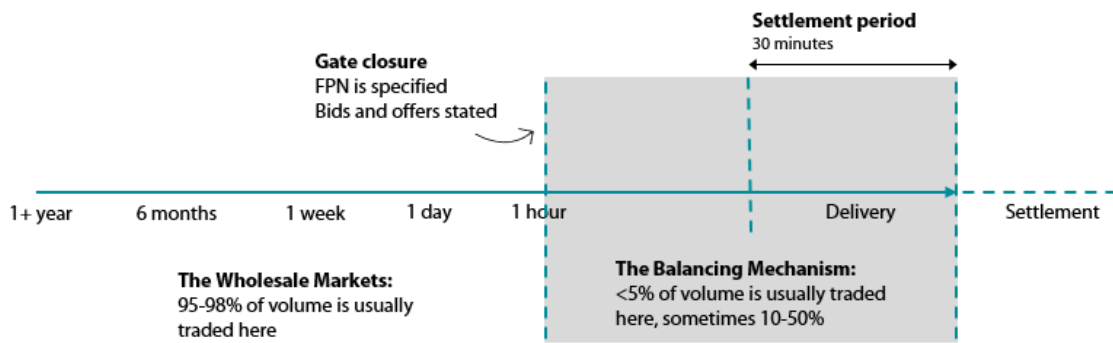 Settlement period
30 minutes
Gate closure
FPN is specified
Bids and offers stated
1+ year
6 months
1 week
1 day
1 hour
Delivery
Settlement
The Wholesale Markets:
95-98% of volume is usually
traded here
The Balancing Mechanism:
<5% of volume is usually traded
here, sometimes 10-50%